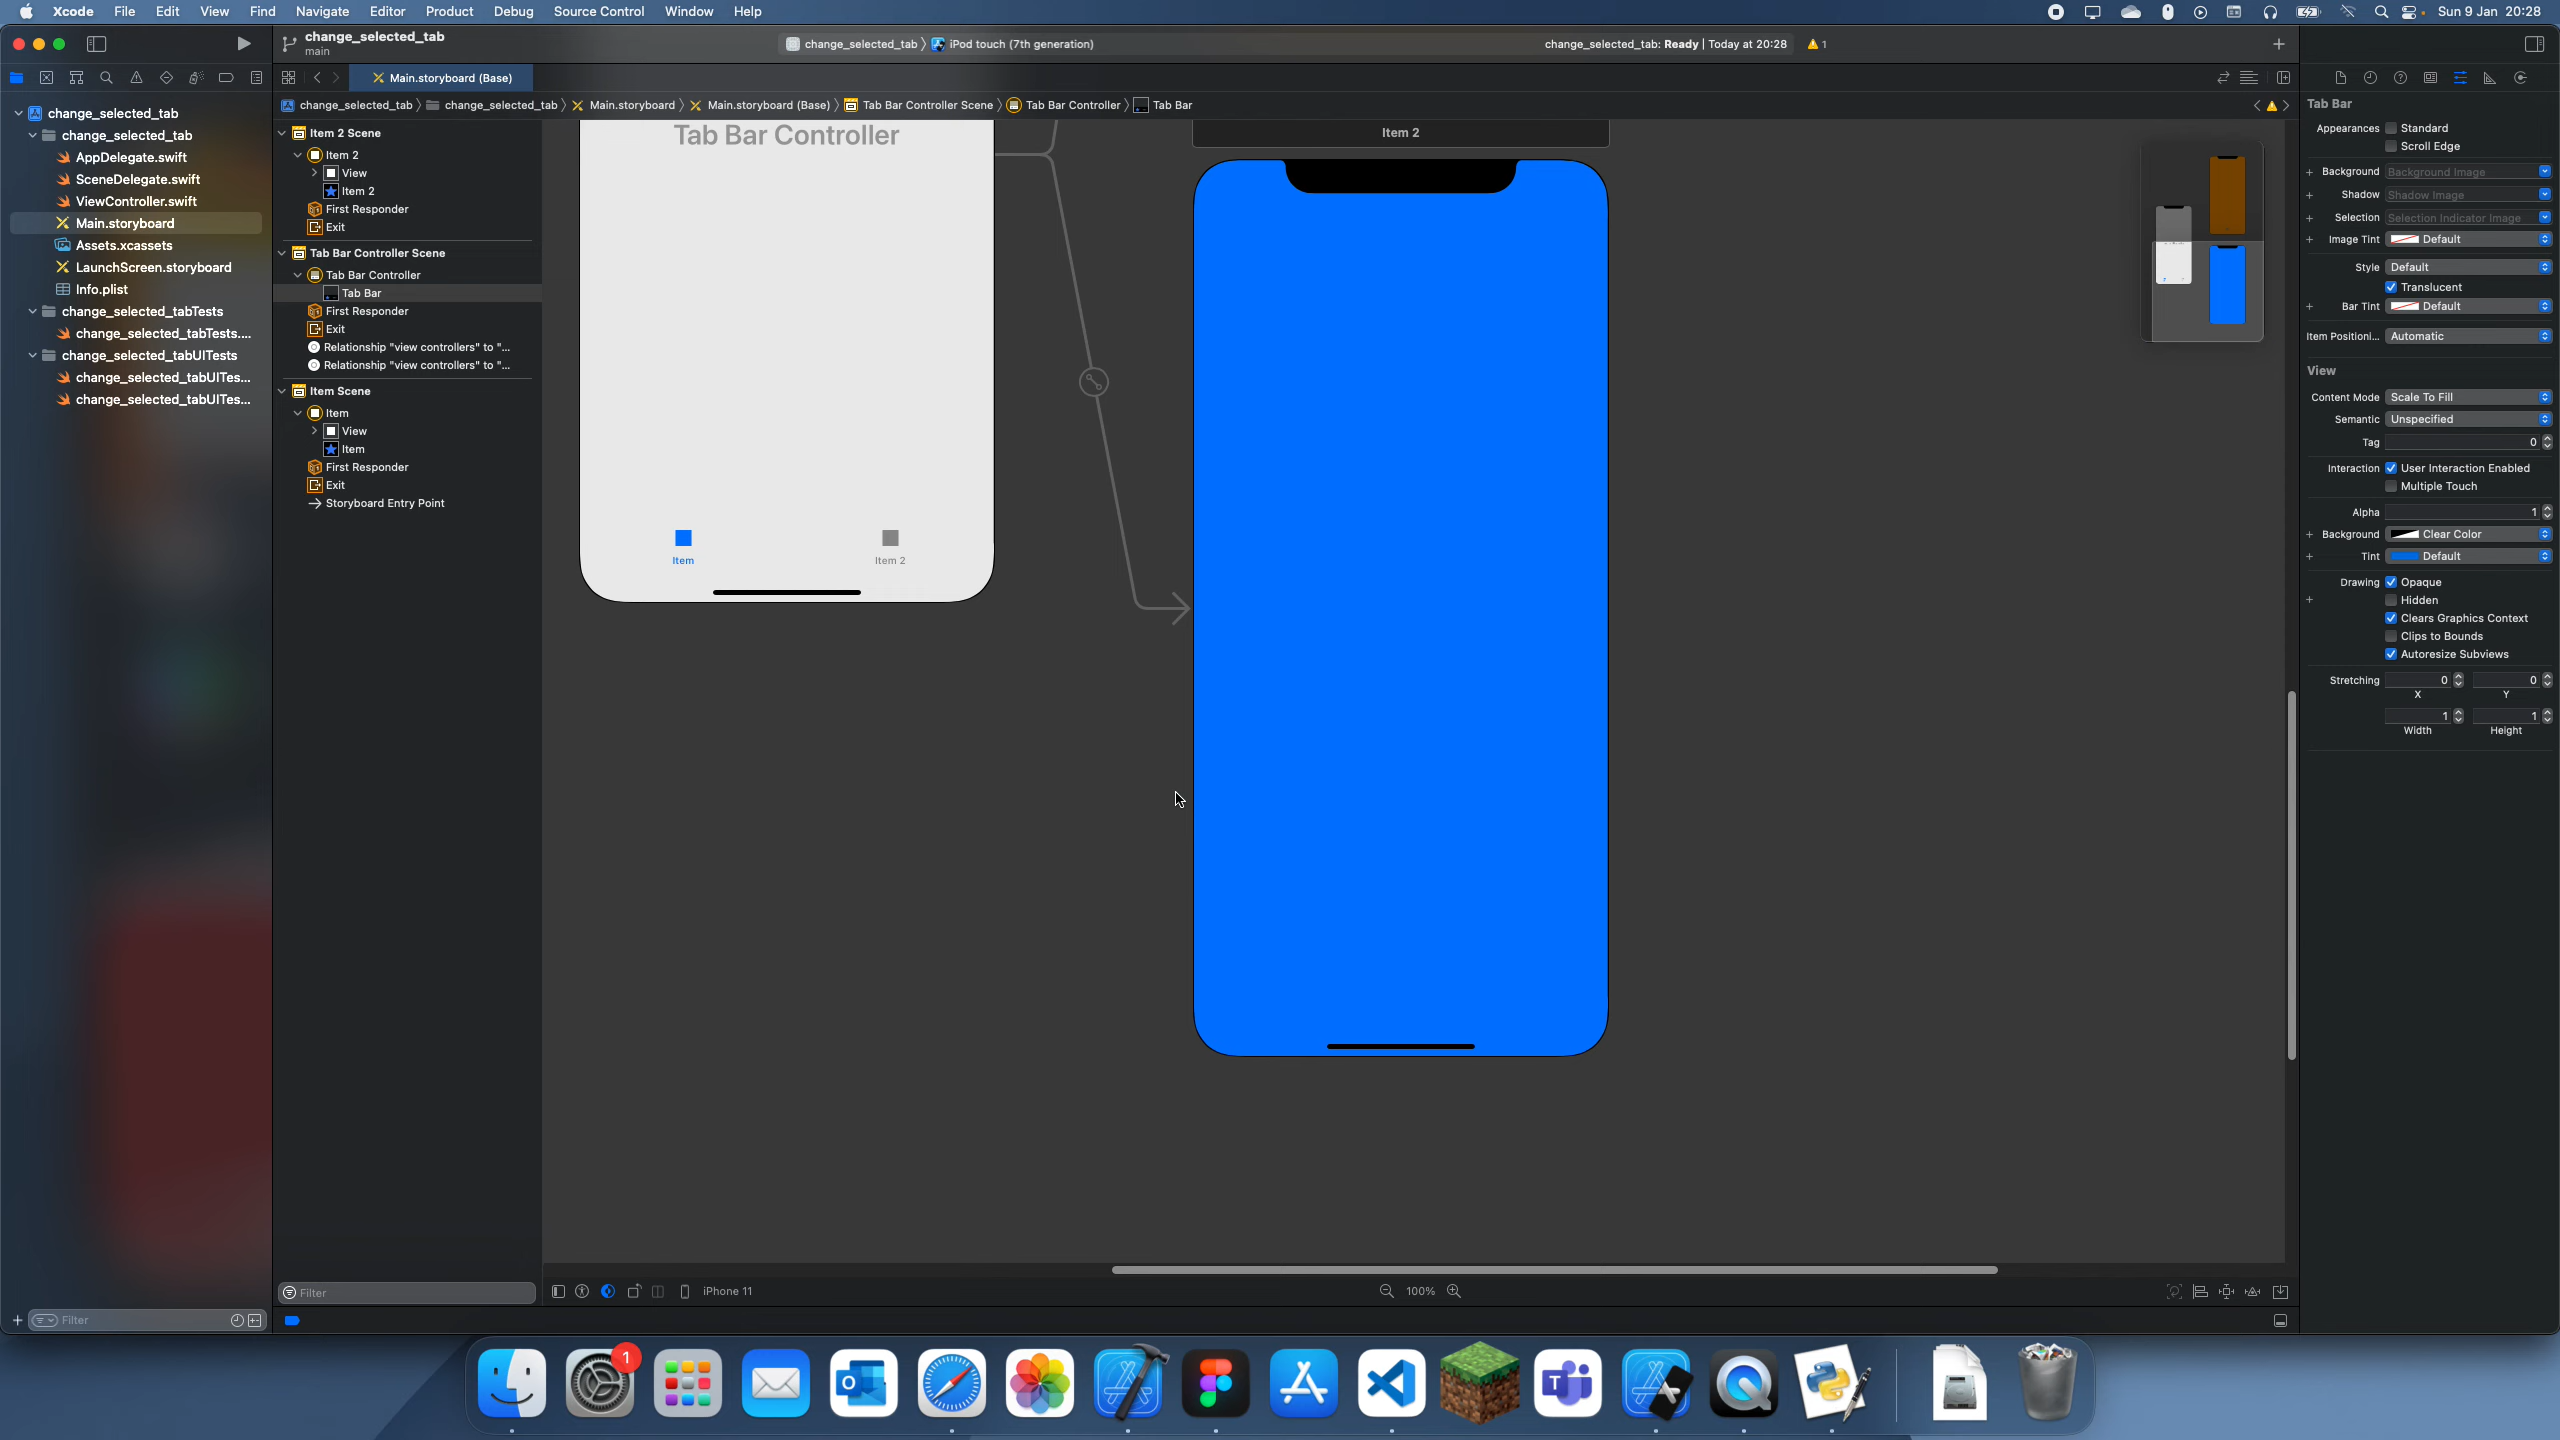 Xcode File Edit View Find Navigate Editor Product Debug Source Control Window Help
Sun 9 Jan 20:28
change_selected_tab
main
change_selected_tab
iPod touch (7th generation)
change_selected_tab: Ready | Today at 20:28
1
Main.storyboard (Base)
change_selected_tab
change_selected_tab
Main.storyboard
Main.storyboard (Base)
Tab Bar Controller Scene
Tab Bar Controller
Tab Bar
change_selected_tab
change_selected_tab
AppDelegate.swift
SceneDelegate.swift
ViewController.swift
Main.storyboard
Assets.xcassets
LaunchScreen.storyboard
Info.plist
change_selected_tabTests
change_selected_tabTests....
change_selected_tabUITests
change_selected_tabUITes...
change_selected_tabUITes...
Filter
Item 2 Scene
Item 2
View
Item 2
First Responder
Exit
Tab Bar Controller Scene
Tab Bar Controller
Tab Bar
First Responder
Exit
Relationship "view controllers" to "...
Relationship "view controllers" to "...
Item Scene
Item
View
Item
First Responder
Exit
Storyboard Entry Point
Filter
Tab Bar Controller
Item
Item 2
Item 2
iPhone 11
100%
Tab Bar
Appearances Standard
Scroll Edge
Background Background Image
Shadow Shadow Image
Selection Selection Indicator Image
Image Tint Default
Style Default
Translucent
Bar Tint Default
Item Positioni... Automatic
View
Content Mode Scale To Fill
Semantic Unspecified
Tag 0
Interaction User Interaction Enabled
Multiple Touch
Alpha 1
Background Clear Color
Tint Default
Drawing Opaque
Hidden
Clears Graphics Context
Clips to Bounds
Autoresize Subviews
Stretching 0 0
X Y
1 1
Width Height
1